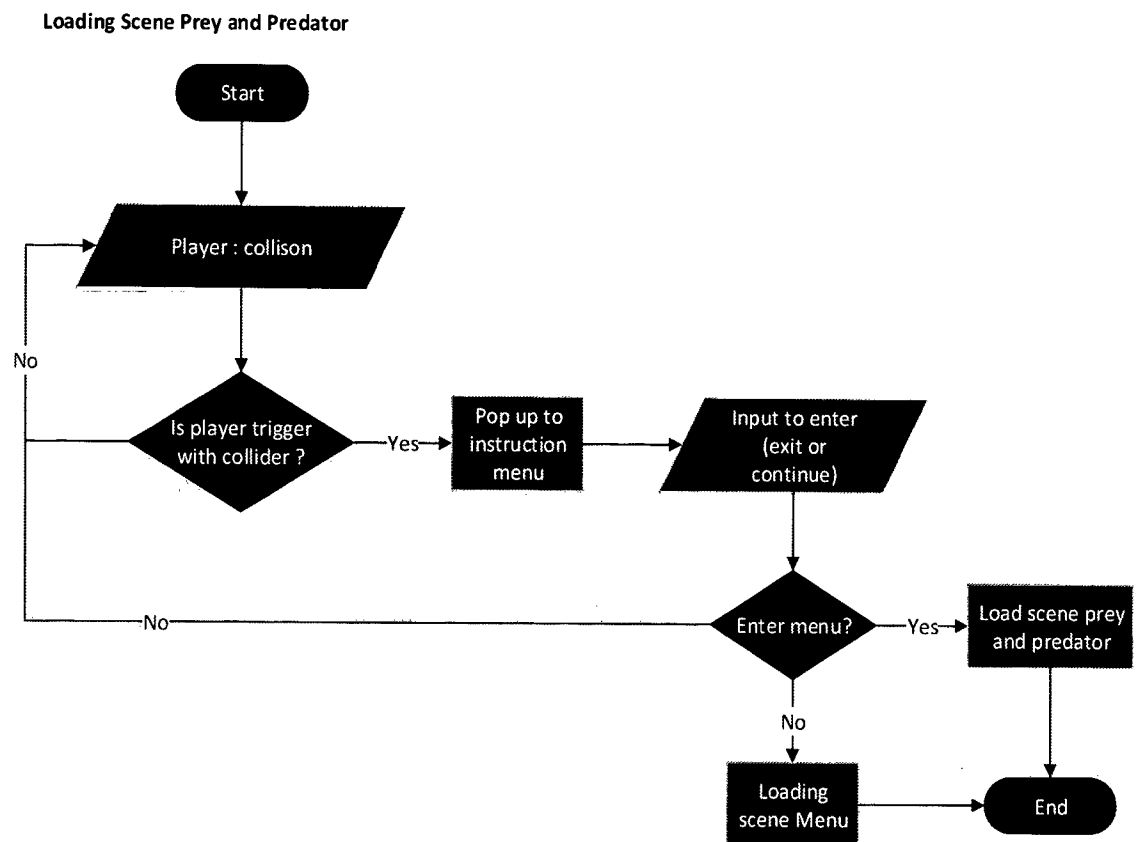 Loading Scene Prey and Predator
Start
Player : collison
No
Is player trigger
with collider ?
Yes
Pop up to
instruction
menu
Input to enter
(exit or
continue)
No
Enter menu?
Yes
Load scene prey
and predator
No
Loading
scene Menu
End